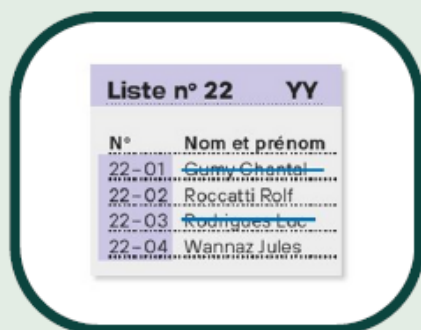 Liste n° 22 YY
N° Nom et prénom
22-01 Gumy Chantal
22-02 Roccatti Rolf
22-03 Rodrigues Luc
22-04 Wannaz Jules